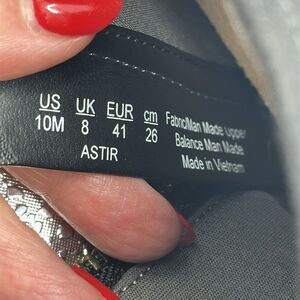 US UK EUR cm
10M 8 41 26
ASTIR
Fabric/Man Made upper
Balance Man Made
Made in Vietnam